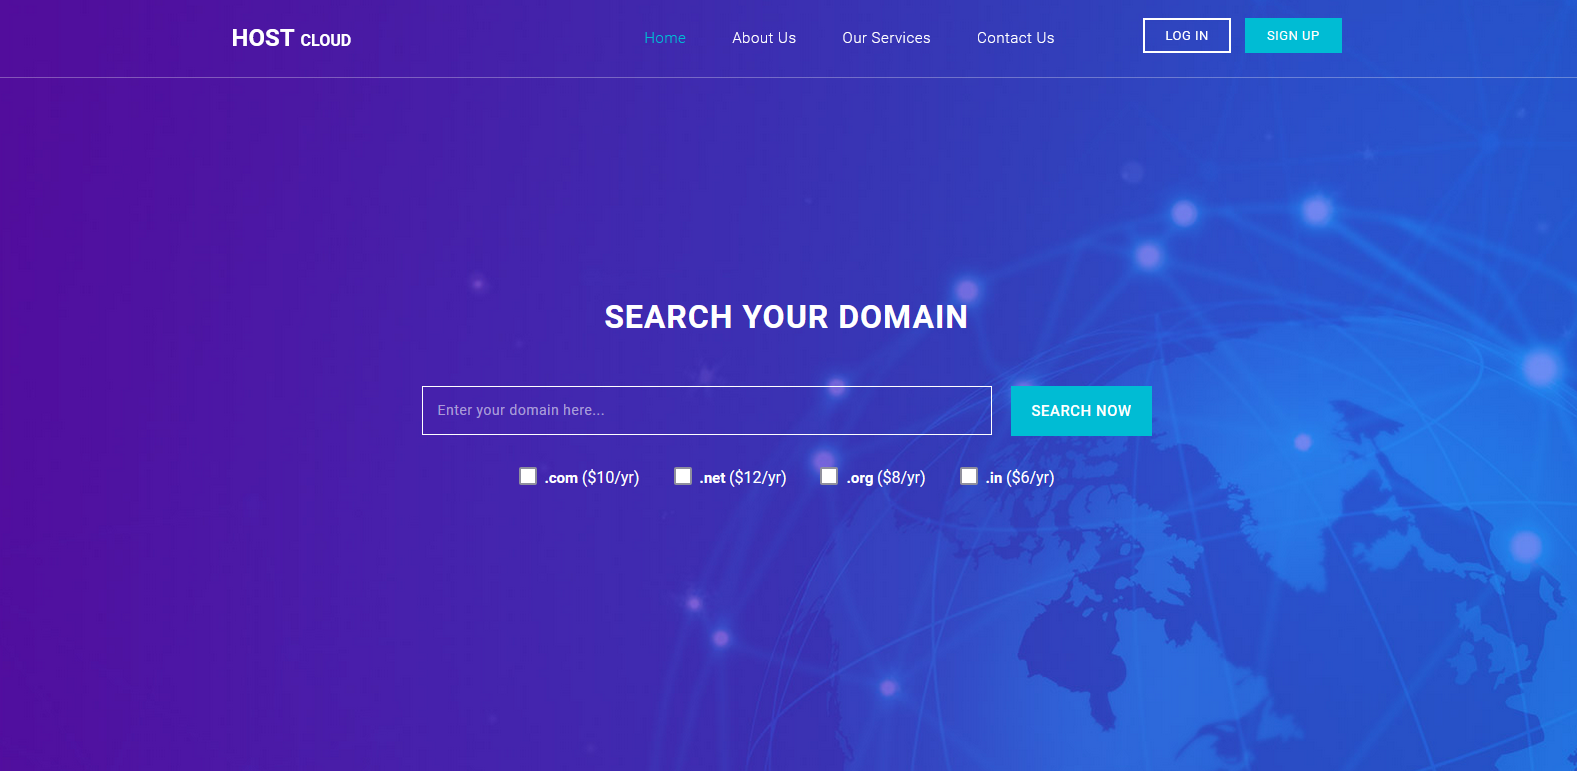 HOST CLOUD
Home About Us Our Services Contact Us
LOG IN SIGN UP
SEARCH YOUR DOMAIN
Enter your domain here...
SEARCH NOW
.com ($10/yr) .net ($12/yr) .org ($8/yr) .in ($6/yr)